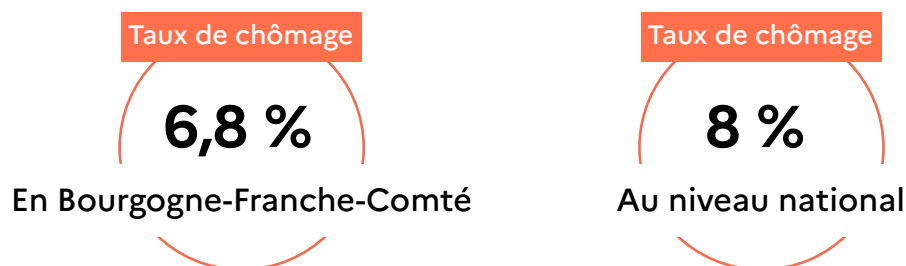 Taux de chômage
6,8 %
En Bourgogne-Franche-Comté
Taux de chômage
8 %
Au niveau national